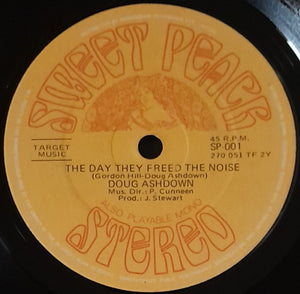 SWEET PEACH
TARGET
MUSIC
45 R.P.M.
SP-001
270 051 TF 2Y
THE DAY THEY FREED THE NOISE
(Gordon Hill-Doug Ashdown)
DOUG ASHDOWN
Mus. Dir.: P. Cunneen
Prod.: J. Stewart
ALSO PLAYABLE MONO
STEREO